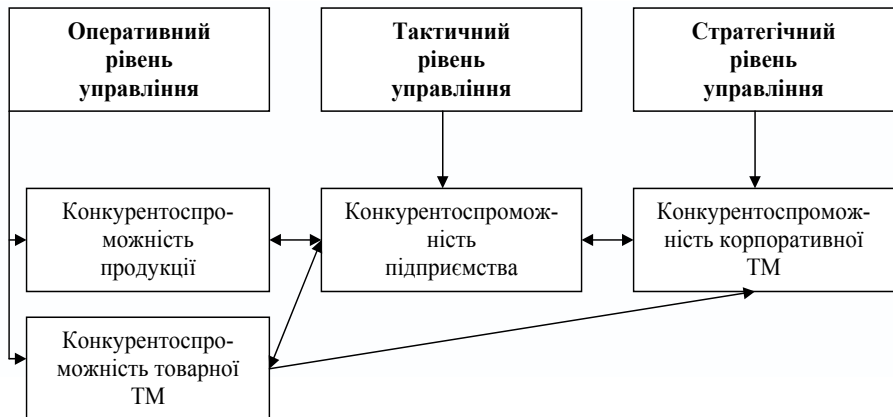 Оперативний
рівень
управління
Тактичний
рівень
управління
Стратегічний
рівень
управління
Конкурентоспро-
можність
продукції
Конкурентоспромож-
ність
підприємства
Конкурентоспромож-
ність корпоративної
ТМ
Конкурентоспро-
можність товарної
ТМ